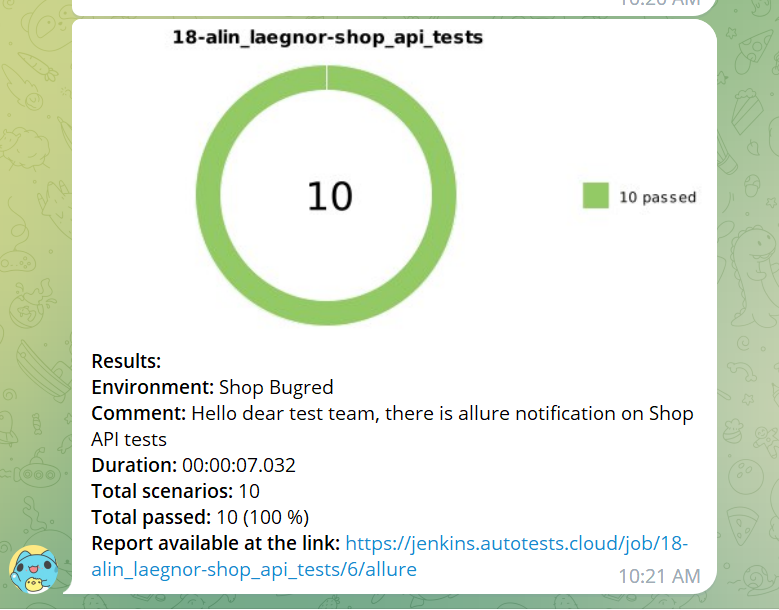 10:20 AM
18-alin_laegnor-shop_api_tests
10
10 passed
Results:
Environment: Shop Bugred
Comment: Hello dear test team, there is allure notification on Shop
API tests
Duration: 00:00:07.032
Total scenarios: 10
Total passed: 10 (100 %)
Report available at the link: https://jenkins.autotests.cloud/job/18-
alin_laegnor-shop_api_tests/6/allure
10:21 AM